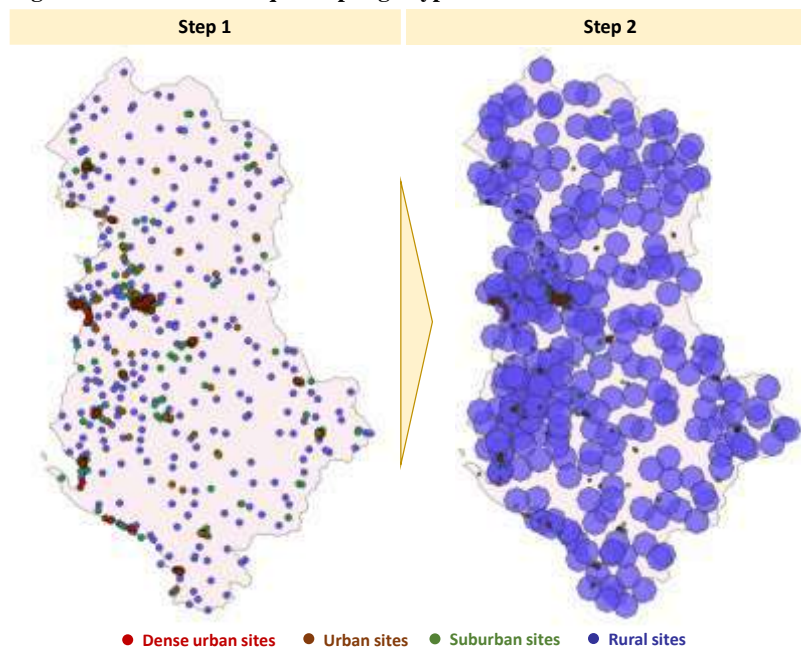 Step 1
Step 2
Dense urban sites
Urban sites
Suburban sites
Rural sites